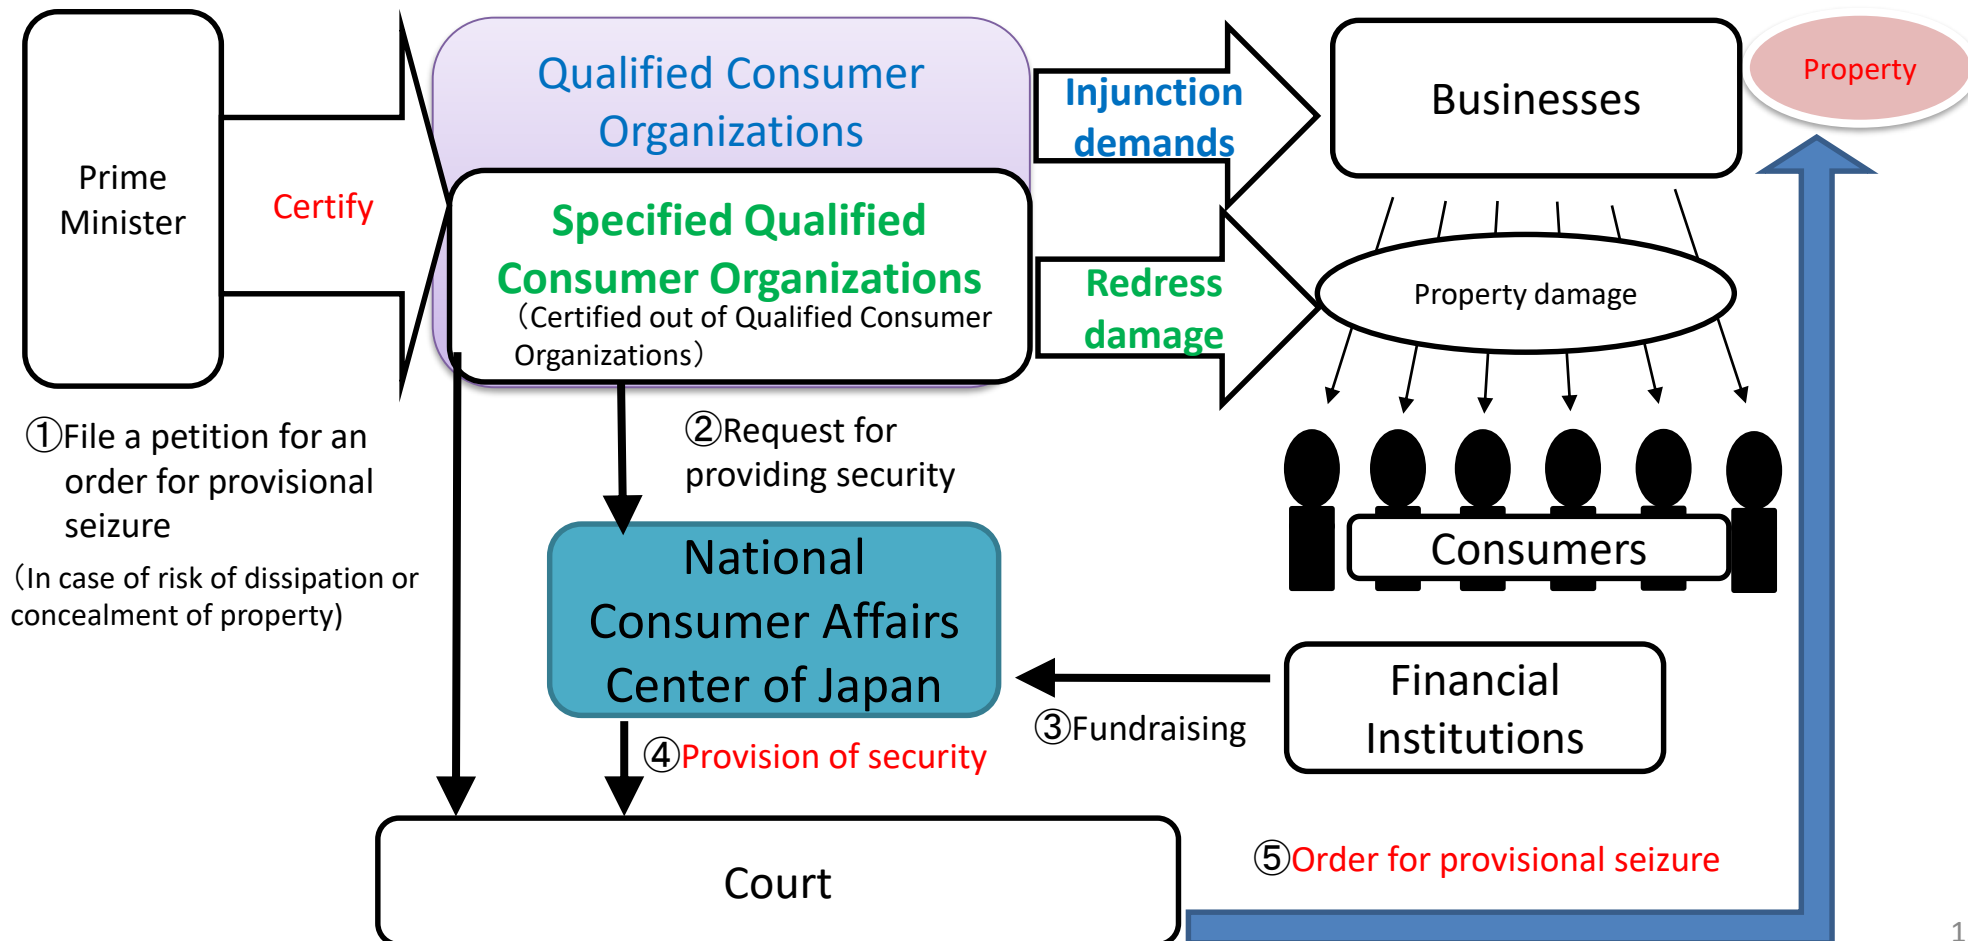 Prime
Minister
Certify
Qualified Consumer
Organizations
Specified Qualified
Consumer Organizations
（Certified out of Qualified Consumer
Organizations）
Injunction
demands
Redress
damage
Businesses
Property
Property damage
Consumers
①File a petition for an
order for provisional
seizure
（In case of risk of dissipation or
concealment of property)
②Request for
providing security
National
Consumer Affairs
Center of Japan
③Fundraising
Financial
Institutions
④Provision of security
Court
⑤Order for provisional seizure
1